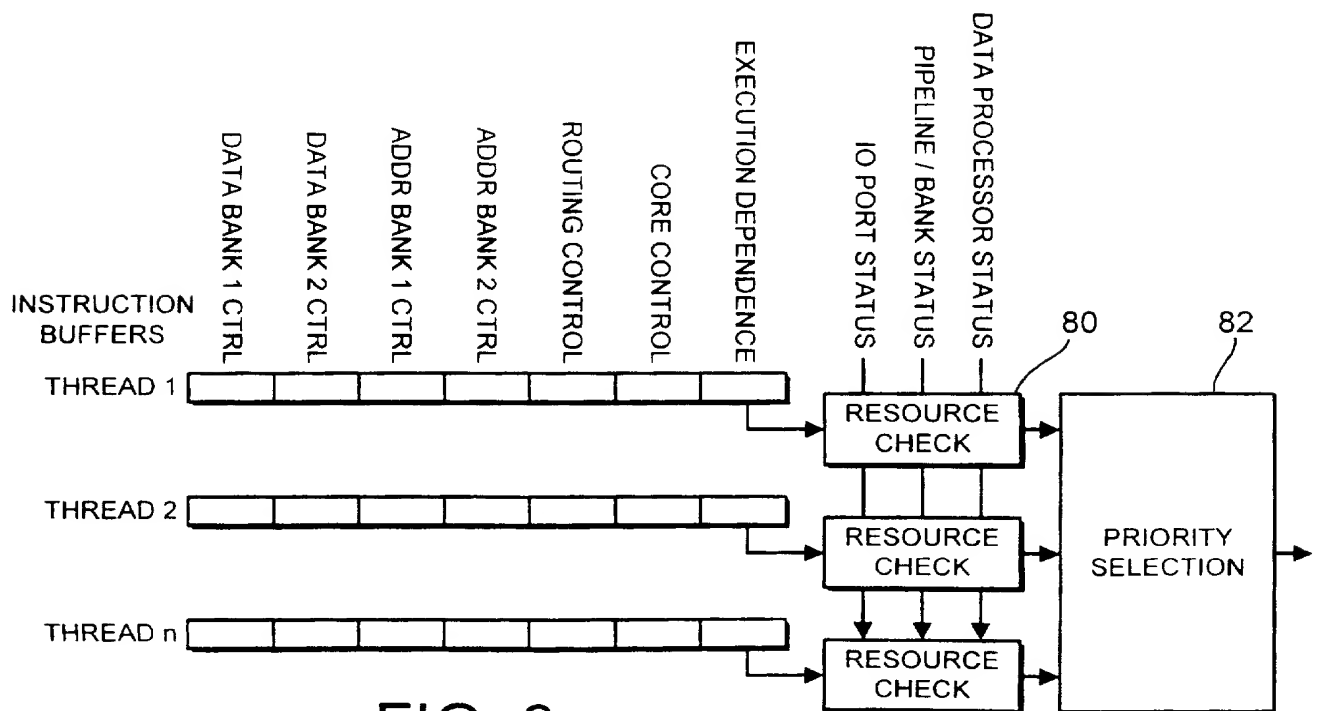 DATA BANK 1 CTRL
DATA BANK 2 CTRL
ADDR BANK 1 CTRL
ADDR BANK 2 CTRL
ROUTING CONTROL
CORE CONTROL
EXECUTION DEPENDENCE
IO PORT STATUS
PIPELINE / BANK STATUS
DATA PROCESSOR STATUS
INSTRUCTION
BUFFERS
80
82
THREAD 1
RESOURCE
CHECK
THREAD 2
RESOURCE
CHECK
PRIORITY
SELECTION
THREAD n
RESOURCE
CHECK